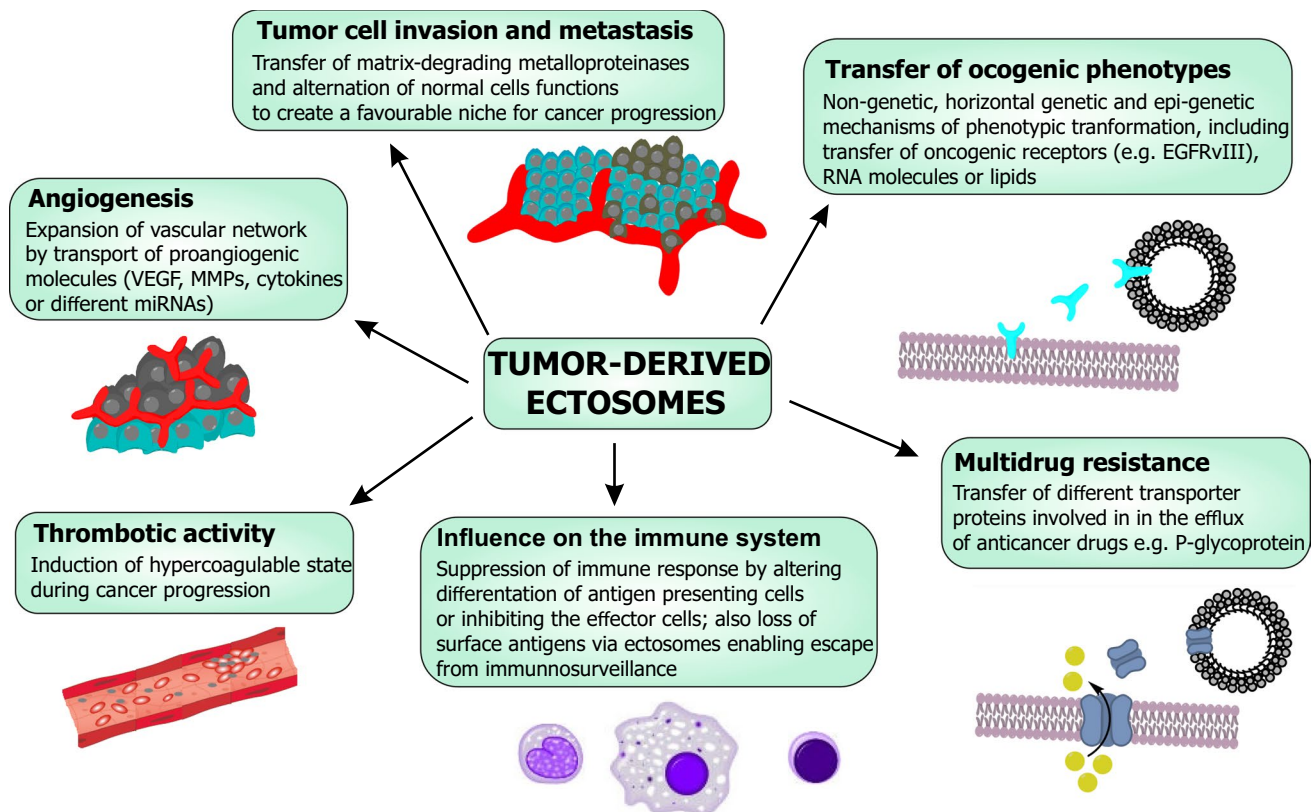 Tumor cell invasion and metastasis
Transfer of matrix-degrading metalloproteinases
and alternation of normal cells functions
to create a favourable niche for cancer progression
Transfer of ocogenic phenotypes
Non-genetic, horizontal genetic and epi-genetic
mechanisms of phenotypic tranformation, including
transfer of oncogenic receptors (e.g. EGFRvIII),
RNA molecules or lipids
Angiogenesis
Expansion of vascular network
by transport of proangiogenic
molecules (VEGF, MMPs, cytokines
or different miRNAs)
TUMOR-DERIVED
ECTOSOMES
Multidrug resistance
Transfer of different transporter
proteins involved in in the efflux
of anticancer drugs e.g. P-glycoprotein
Thrombotic activity
Induction of hypercoagulable state
during cancer progression
Influence on the immune system
Suppression of immune response by altering
differentation of antigen presenting cells
or inhibiting the effector cells; also loss of
surface antigens via ectosomes enabling escape
from immunnosurveillance